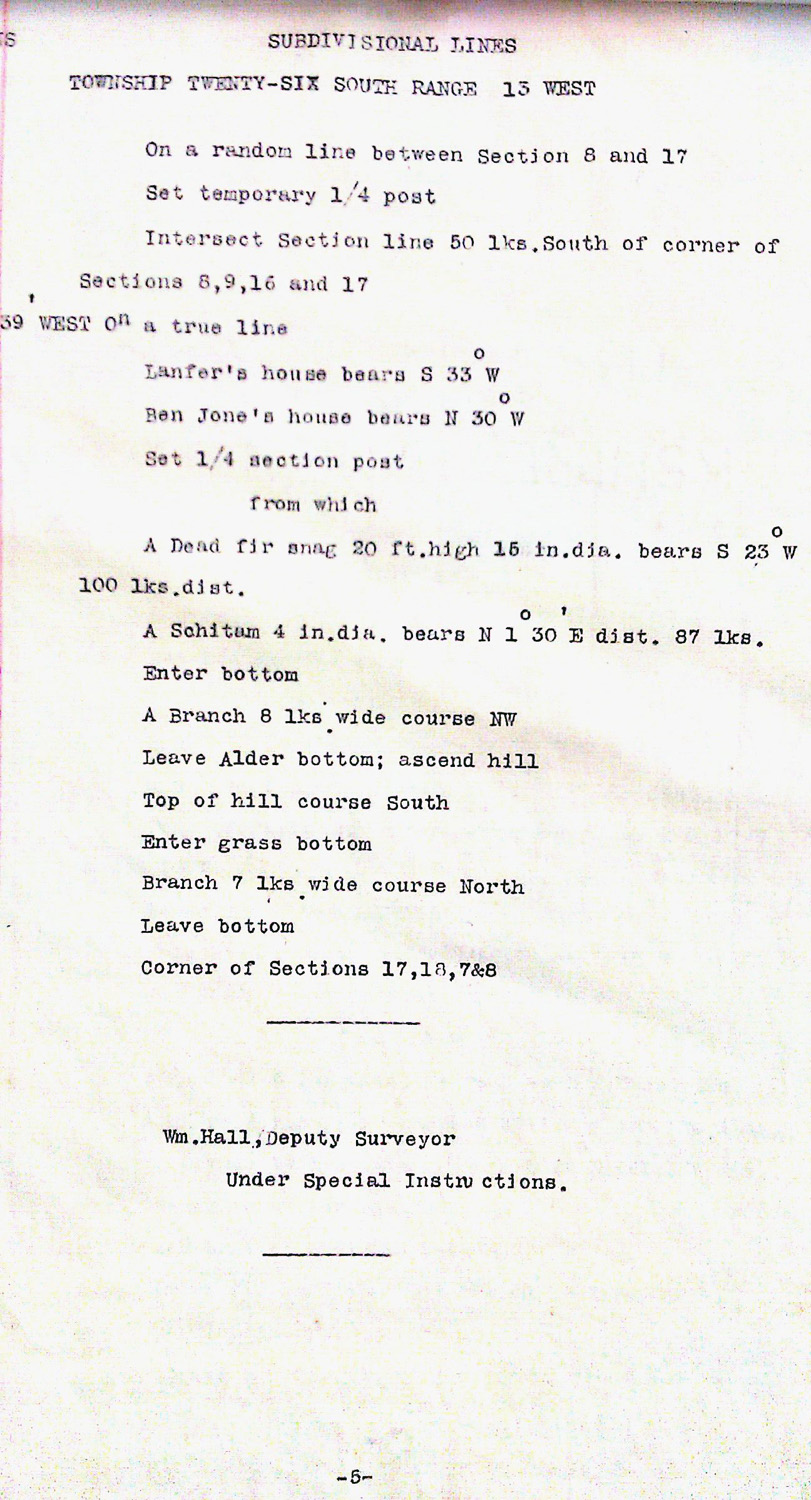 SUBDIVISIONAL LINES
TOWNSHIP TWENTY-SIX SOUTH RANGE 13 WEST
On a random line between Section 8 and 17
Set temporary 1/4 post
Intersect Section line 50 lks.South of corner of
Sections 8,9,16 and 17
39' WEST On a true line
Lanfer's house bears S 33° W
Ben Jone's house bears N 30° W
Set 1/4 section post
from which
A Dead fir snag 20 ft.high 15 in.dia. bears S 23° W
100 lks.dist.
A Schitam 4 in.dia. bears N 1° 30' E dist. 87 lks.
Enter bottom
A Branch 8 lks.wide course NW
Leave Alder bottom; ascend hill
Top of hill course South
Enter grass bottom
Branch 7 lks.wide course North
Leave bottom
Corner of Sections 17,18,7&8
Wm.Hall,Deputy Surveyor
Under Special Instructions.
-5-